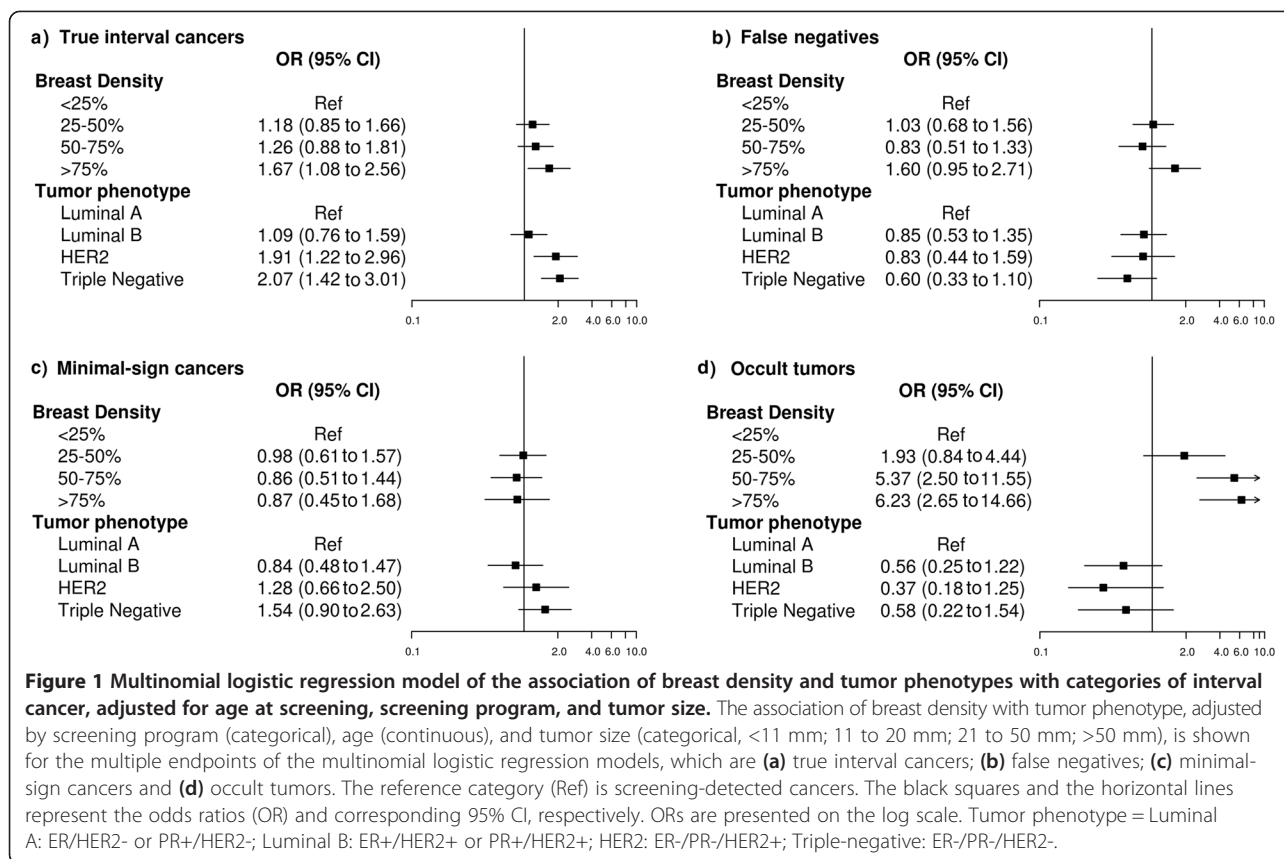 a) True interval cancers
OR (95% CI)
Breast Density
<25% Ref
25-50% 1.18 (0.85 to 1.66)
50-75% 1.26 (0.88 to 1.81)
>75% 1.67 (1.08 to 2.56)
Tumor phenotype
Luminal A Ref
Luminal B 1.09 (0.76 to 1.59)
HER2 1.91 (1.22 to 2.96)
Triple Negative 2.07 (1.42 to 3.01)
0.1 2.0 4.0 6.0 10.0
b) False negatives
OR (95% CI)
Breast Density
<25% Ref
25-50% 1.03 (0.68 to 1.56)
50-75% 0.83 (0.51 to 1.33)
>75% 1.60 (0.95 to 2.71)
Tumor phenotype
Luminal A Ref
Luminal B 0.85 (0.53 to 1.35)
HER2 0.83 (0.44 to 1.59)
Triple Negative 0.60 (0.33 to 1.10)
0.1 2.0 4.0 6.0 10.0
c) Minimal-sign cancers
OR (95% CI)
Breast Density
<25% Ref
25-50% 0.98 (0.61 to 1.57)
50-75% 0.86 (0.51 to 1.44)
>75% 0.87 (0.45 to 1.68)
Tumor phenotype
Luminal A Ref
Luminal B 0.84 (0.48 to 1.47)
HER2 1.28 (0.66 to 2.50)
Triple Negative 1.54 (0.90 to 2.63)
0.1 2.0 4.0 6.0 10.0
d) Occult tumors
OR (95% CI)
Breast Density
<25% Ref
25-50% 1.93 (0.84 to 4.44)
50-75% 5.37 (2.50 to 11.55)
>75% 6.23 (2.65 to 14.66)
Tumor phenotype
Luminal A Ref
Luminal B 0.56 (0.25 to 1.22)
HER2 0.37 (0.18 to 1.25)
Triple Negative 0.58 (0.22 to 1.54)
0.1 2.0 4.0 6.0 10.0
Figure 1 Multinomial logistic regression model of the association of breast density and tumor phenotypes with categories of interval
cancer, adjusted for age at screening, screening program, and tumor size. The association of breast density with tumor phenotype, adjusted
by screening program (categorical), age (continuous), and tumor size (categorical, <11 mm; 11 to 20 mm; 21 to 50 mm; >50 mm), is shown
for the multiple endpoints of the multinomial logistic regression models, which are (a) true interval cancers; (b) false negatives; (c) minimal-
sign cancers and (d) occult tumors. The reference category (Ref) is screening-detected cancers. The black squares and the horizontal lines
represent the odds ratios (OR) and corresponding 95% CI, respectively. ORs are presented on the log scale. Tumor phenotype = Luminal
A: ER/HER2- or PR+/HER2-; Luminal B: ER+/HER2+ or PR+/HER2+; HER2: ER-/PR-/HER2+; Triple-negative: ER-/PR-/HER2-.